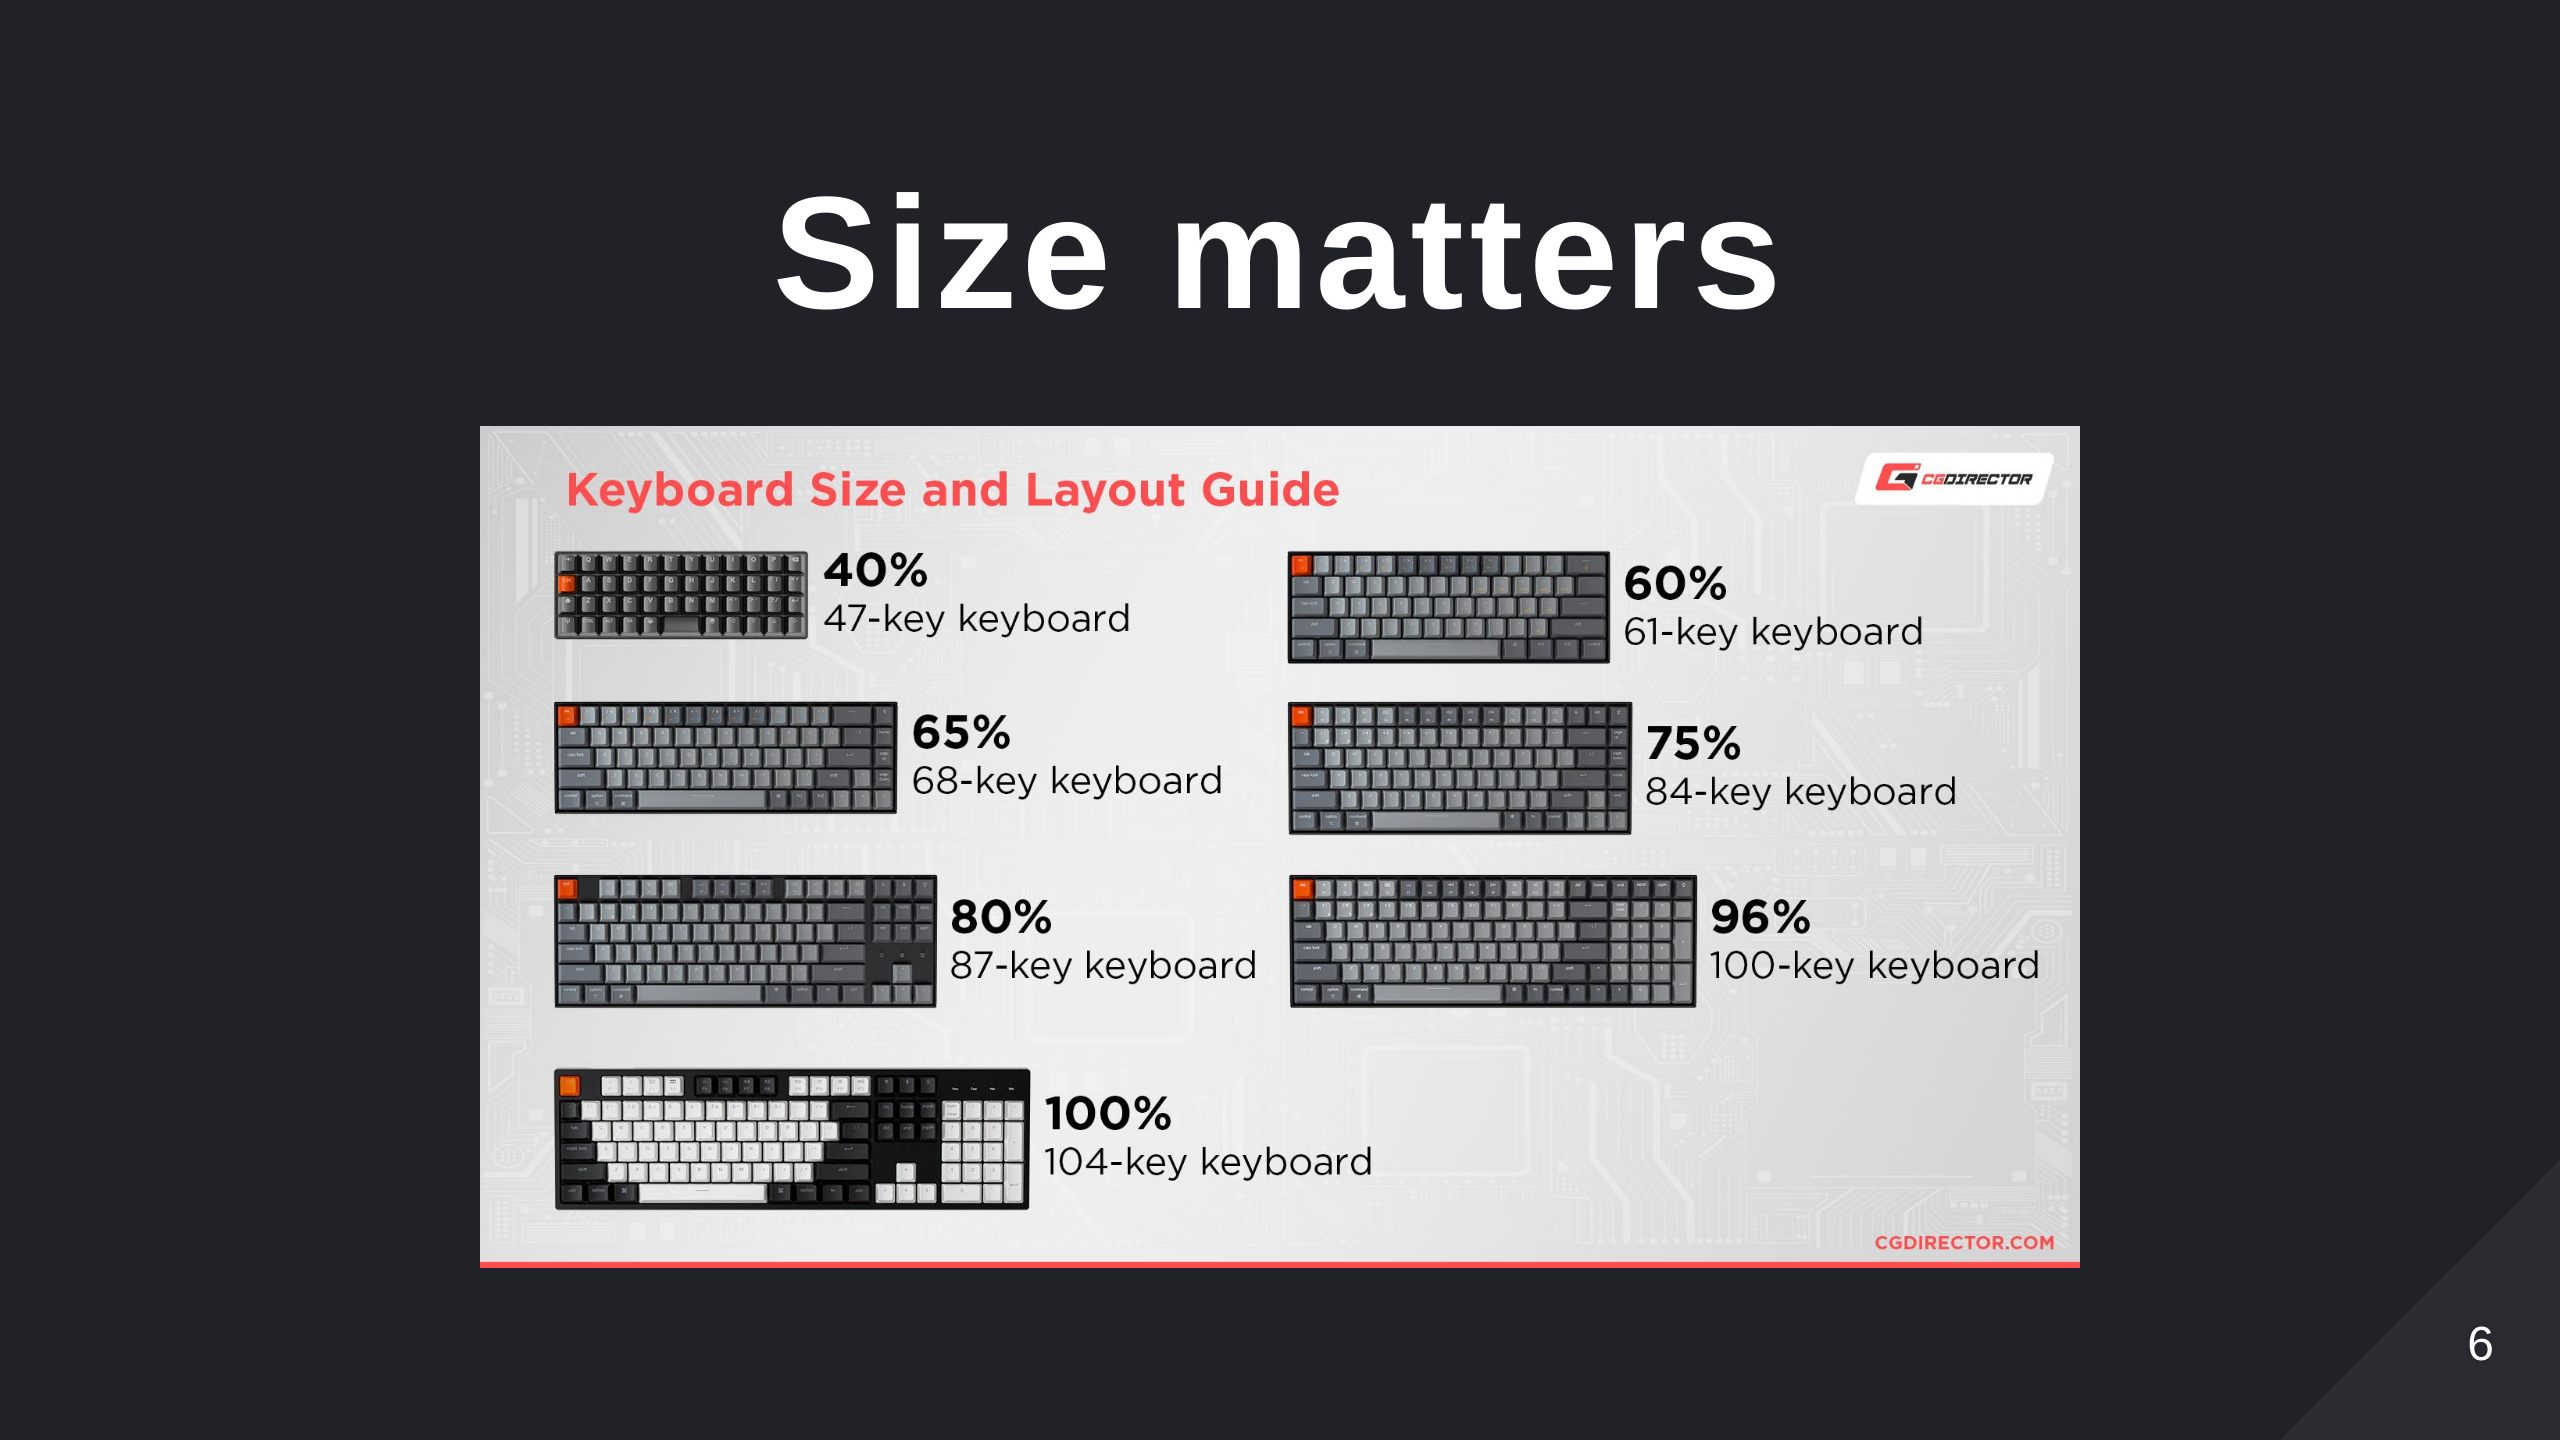 Size matters
Keyboard Size and Layout Guide
CGDIRECTOR
40%
47-key keyboard
60%
61-key keyboard
65%
68-key keyboard
75%
84-key keyboard
80%
87-key keyboard
96%
100-key keyboard
100%
104-key keyboard
CGDIRECTOR.COM
6